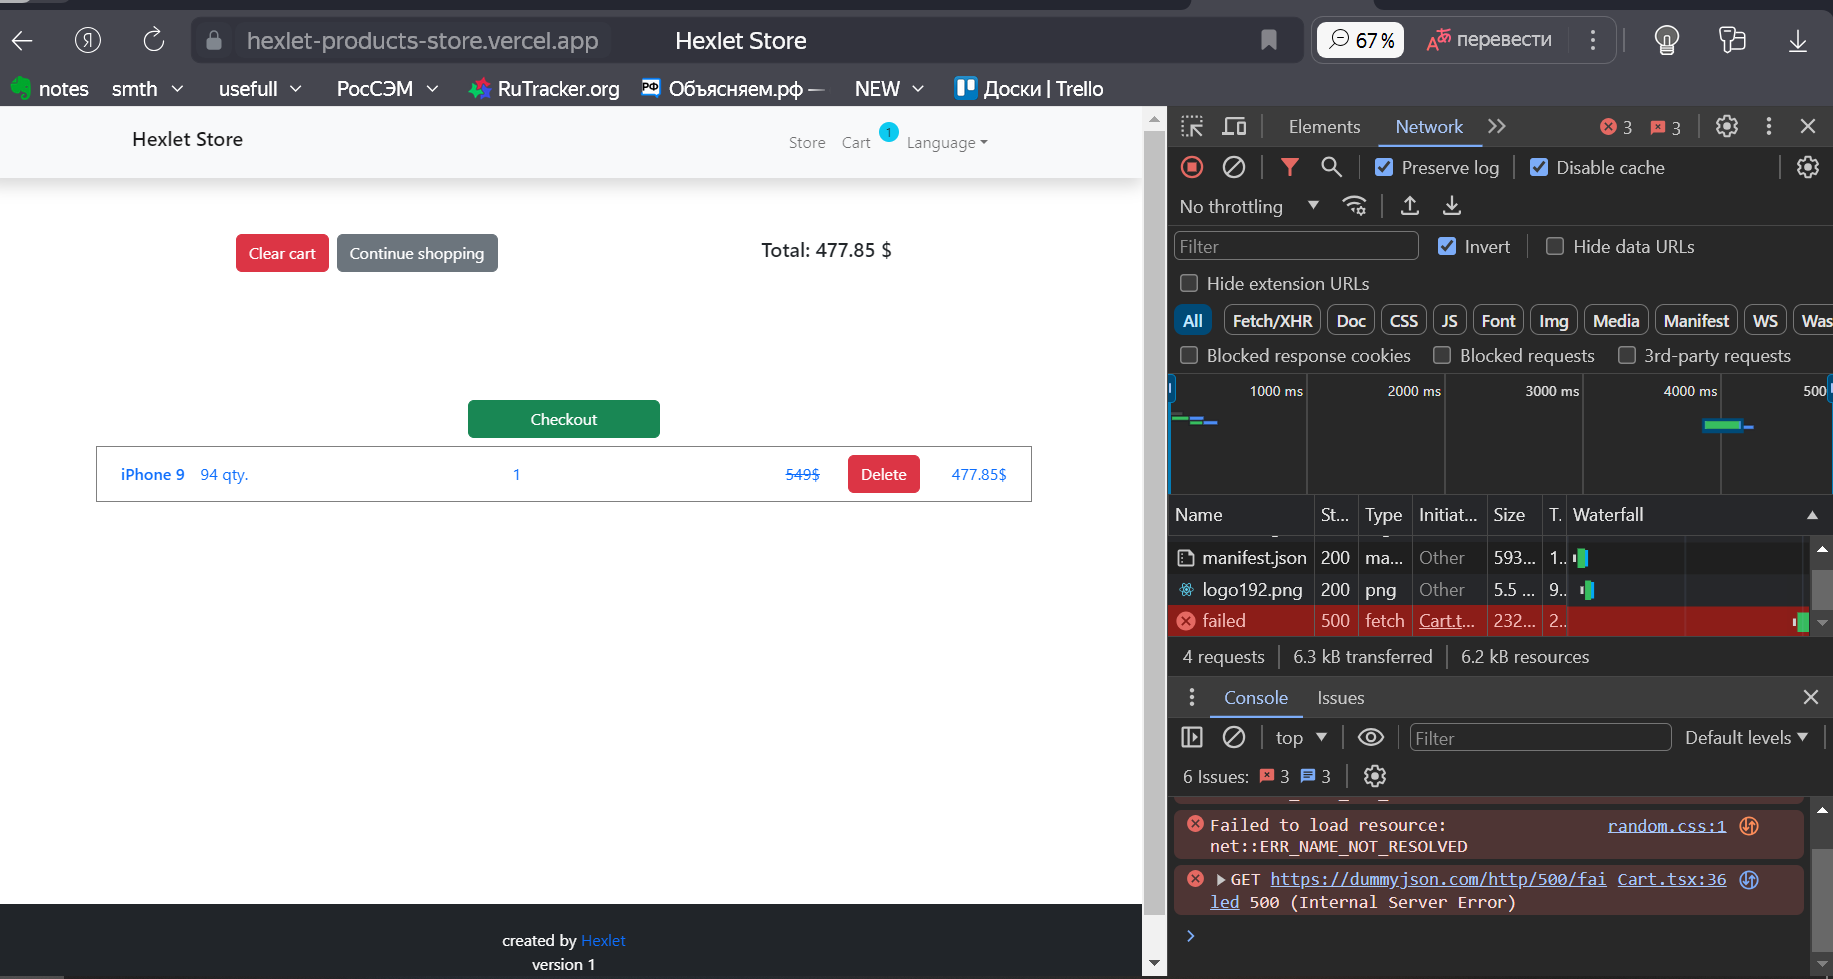 hexlet-products-store.vercel.app Hexlet Store 67% перевести
notes smth usefull РосСЭМ RuTracker.org Объясняем.рф — NEW Доски | Trello
Hexlet Store Store Cart 1 Language
Clear cart Continue shopping Total: 477.85 $
Checkout
iPhone 9 94 qty. 1 549$ Delete 477.85$
created by Hexlet
version 1
Elements Network 3 3
Preserve log Disable cache
No throttling
Filter Invert Hide data URLs
Hide extension URLs
All Fetch/XHR Doc CSS JS Font Img Media Manifest WS Was
Blocked response cookies Blocked requests 3rd-party requests
1000 ms 2000 ms 3000 ms 4000 ms 500
Name St... Type Initiat... Size T. Waterfall
manifest.json 200 ma... Other 593... 1..
logo192.png 200 png Other 5.5 ... 9..
failed 500 fetch Cart.t... 232... 2..
4 requests 6.3 kB transferred 6.2 kB resources
Console Issues
top Filter Default levels
6 Issues: 3 3
Failed to load resource: random.css:1
net::ERR_NAME_NOT_RESOLVED
GET https://dummyjson.com/http/500/fai Cart.tsx:36
led 500 (Internal Server Error)